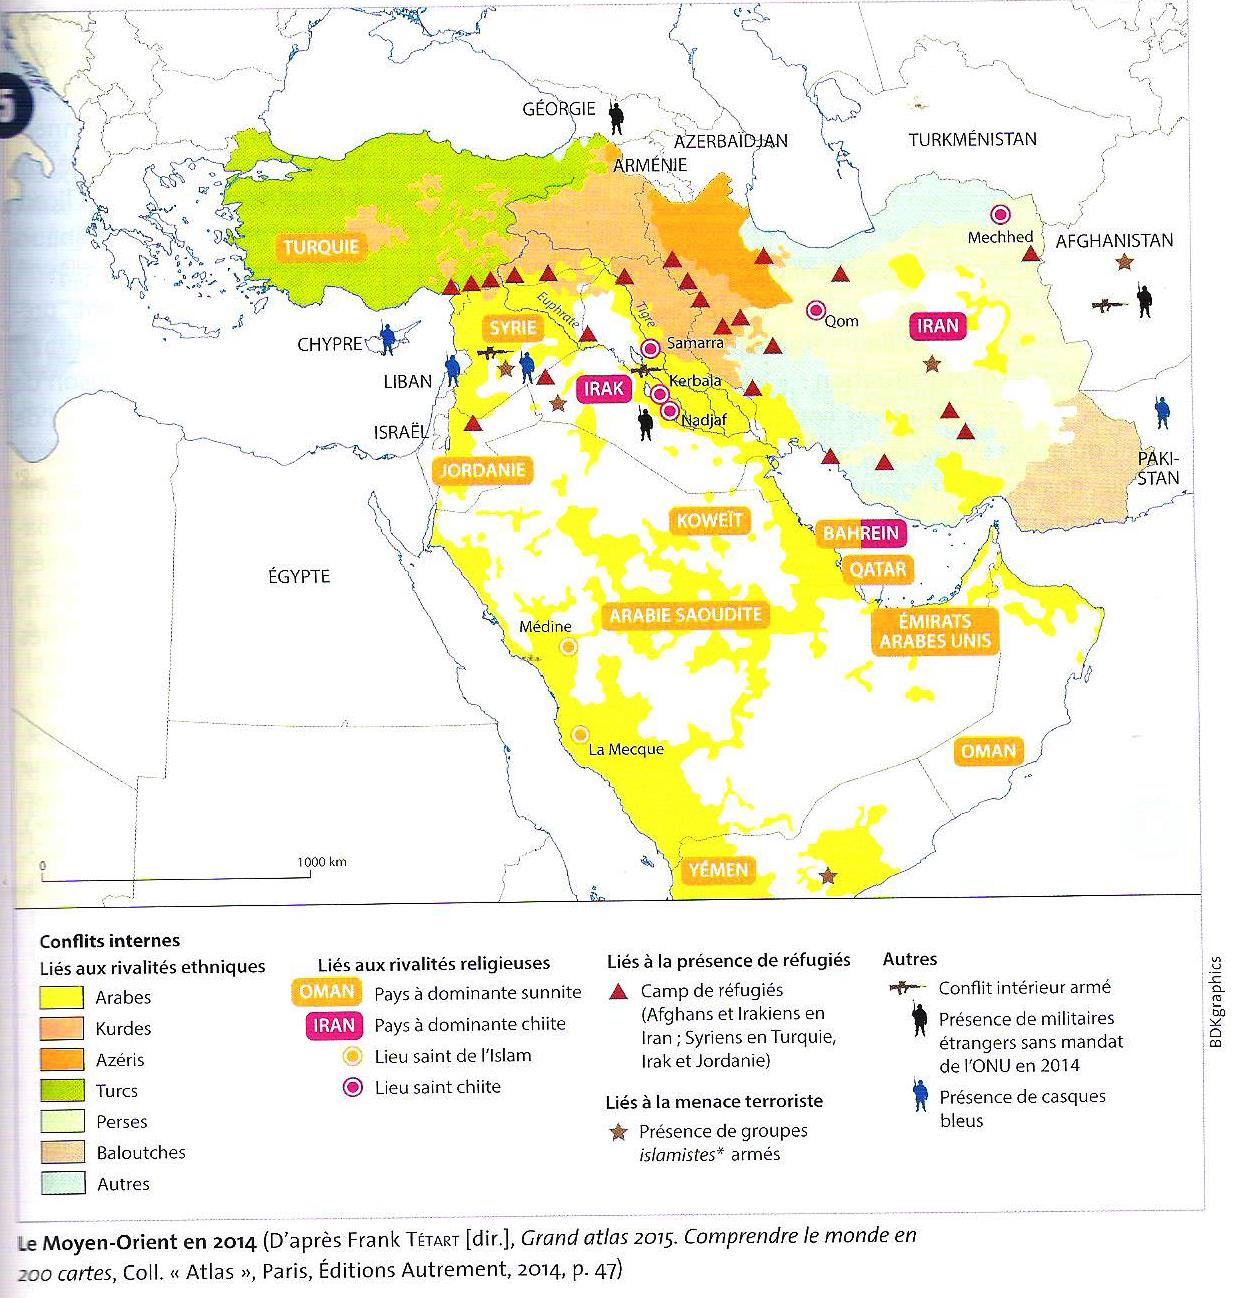 5
GÉORGIE
AZERBAÏDJAN
TURKMÉNISTAN
ARMÉNIE
Mechhed
AFGHANISTAN
TURQUIE
Euphrate
Tigre
Qom
IRAN
SYRIE
CHYPRE
Samarra
LIBAN
IRAK
Kerbala
Nadjaf
ISRAËL
JORDANIE
PAKI-
STAN
KOWEÏT
BAHREIN
QATAR
ÉGYPTE
ARABIE SAOUDITE
Médine
ÉMIRATS
ARABES UNIS
La Mecque
OMAN
YÉMEN
0
1000 km
Conflits internes
Liés aux rivalités ethniques
Arabes
Kurdes
Azéris
Turcs
Perses
Baloutches
Autres
Liés aux rivalités religieuses
OMAN Pays à dominante sunnite
IRAN Pays à dominante chiite
Lieu saint de l'Islam
Lieu saint chiite
Liés à la présence de réfugiés
Camp de réfugiés
(Afghans et Irakiens en
Iran ; Syriens en Turquie,
Irak et Jordanie)
Liés à la menace terroriste
Présence de groupes
islamistes* armés
Autres
Conflit intérieur armé
Présence de militaires
étrangers sans mandat
de l'ONU en 2014
Présence de casques
bleus
BDKgraphics
Le Moyen-Orient en 2014 (D'après Frank TÉTART [dir.], Grand atlas 2015. Comprendre le monde en
200 cartes, Coll. « Atlas », Paris, Éditions Autrement, 2014, p. 47)